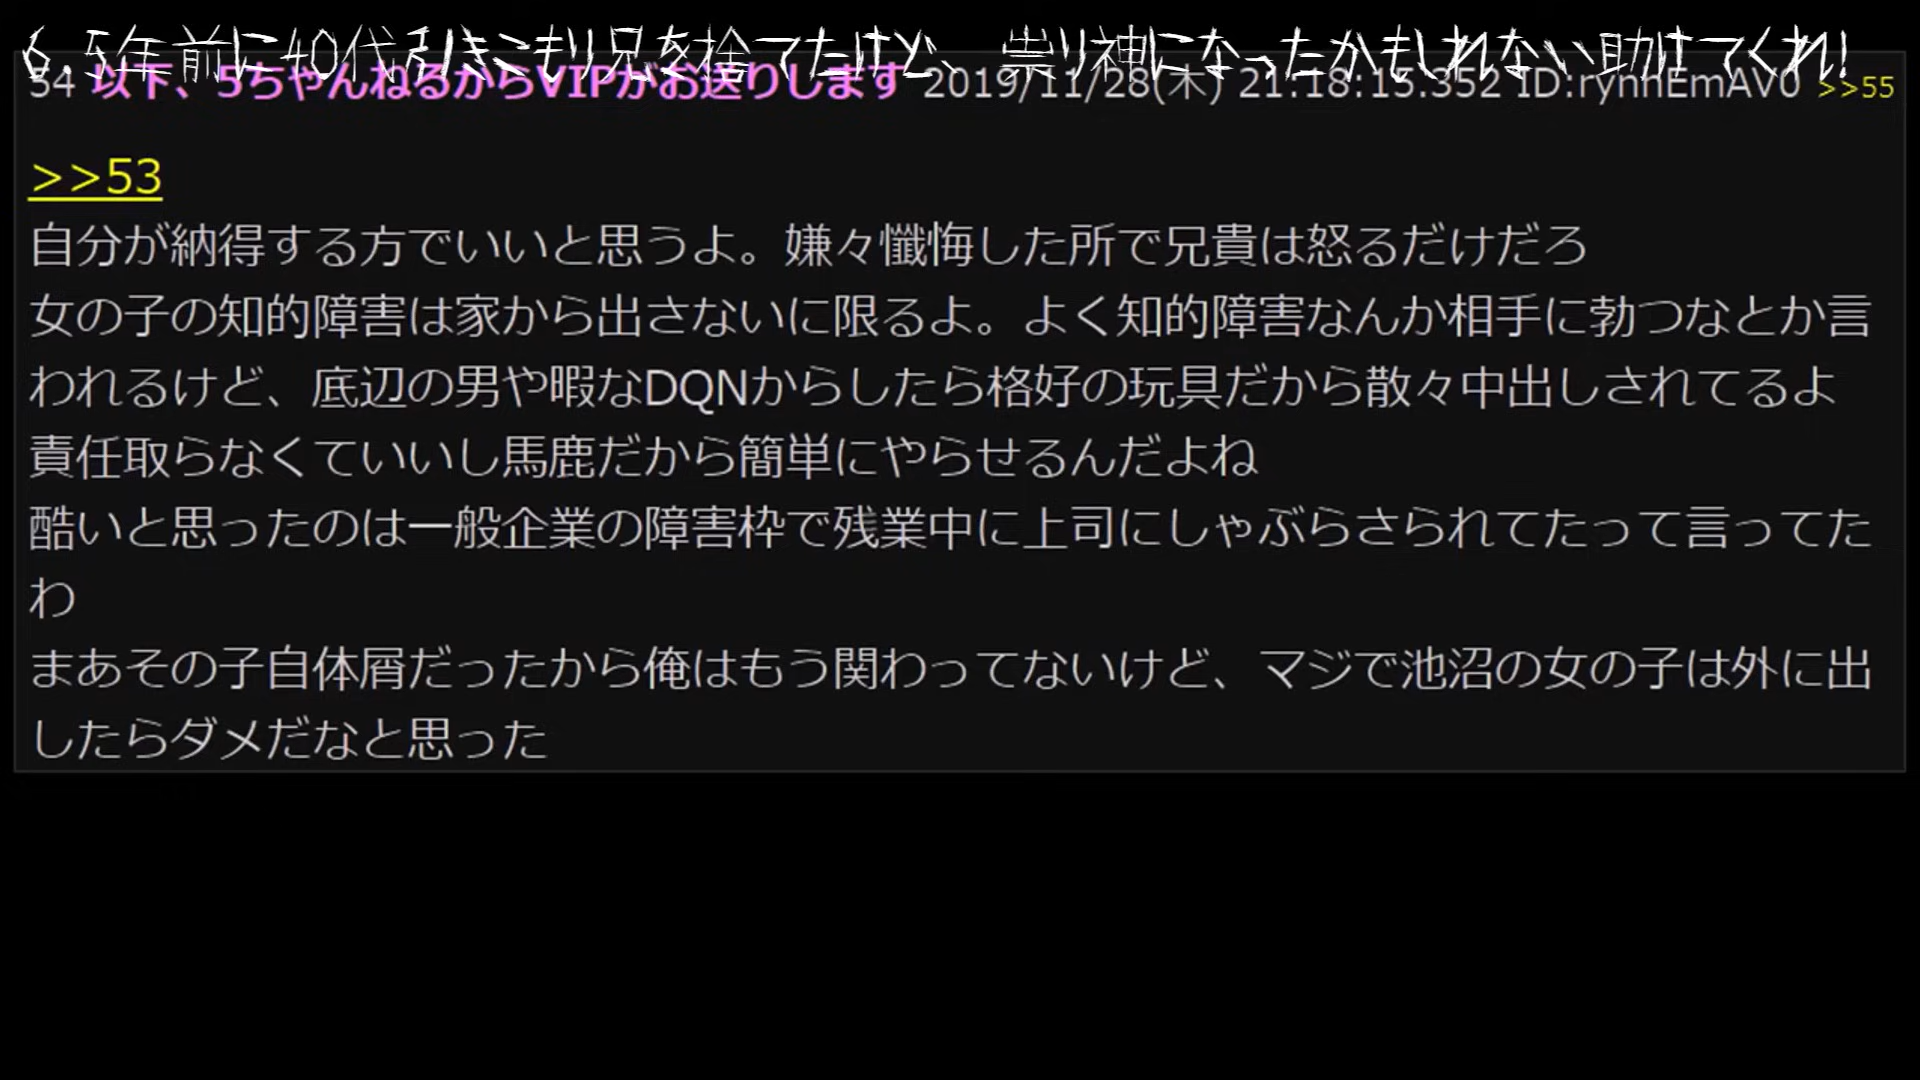 6.5年前に40代引きこもり兄を捨てたけど、祟り神になったかもしれない助けてくれ!
54 以下、5ちゃんねるからVIPがお送りします 2019/11/28(木) 21:18:15.352 ID:rynnEmAV0 >>55
>>53
自分が納得する方でいいと思うよ。嫌々懺悔した所で兄貴は怒るだけだろ
女の子の知的障害は家から出さないに限るよ。よく知的障害なんか相手に勃つなとか言
われるけど、底辺の男や暇なDQNからしたら格好の玩具だから散々中出しされてるよ
責任取らなくていいし馬鹿だから簡単にやらせるんだよね
酷いと思ったのは一般企業の障害枠で残業中に上司にしゃぶらさられてたって言ってた
わ
まあその子自体屑だったから俺はもう関わってないけど、マジで池沼の女の子は外に出
したらダメだなと思った